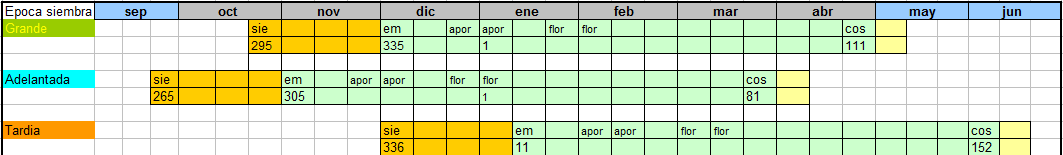 Epoca siembra sep oct nov dic ene feb mar abr may jun
Grande sie em apor apor flor flor cos
295 335 1 111
Adelantada sie em apor apor flor flor cos
265 305 1 81
Tardia sie em apor apor flor flor cos
336 11 152